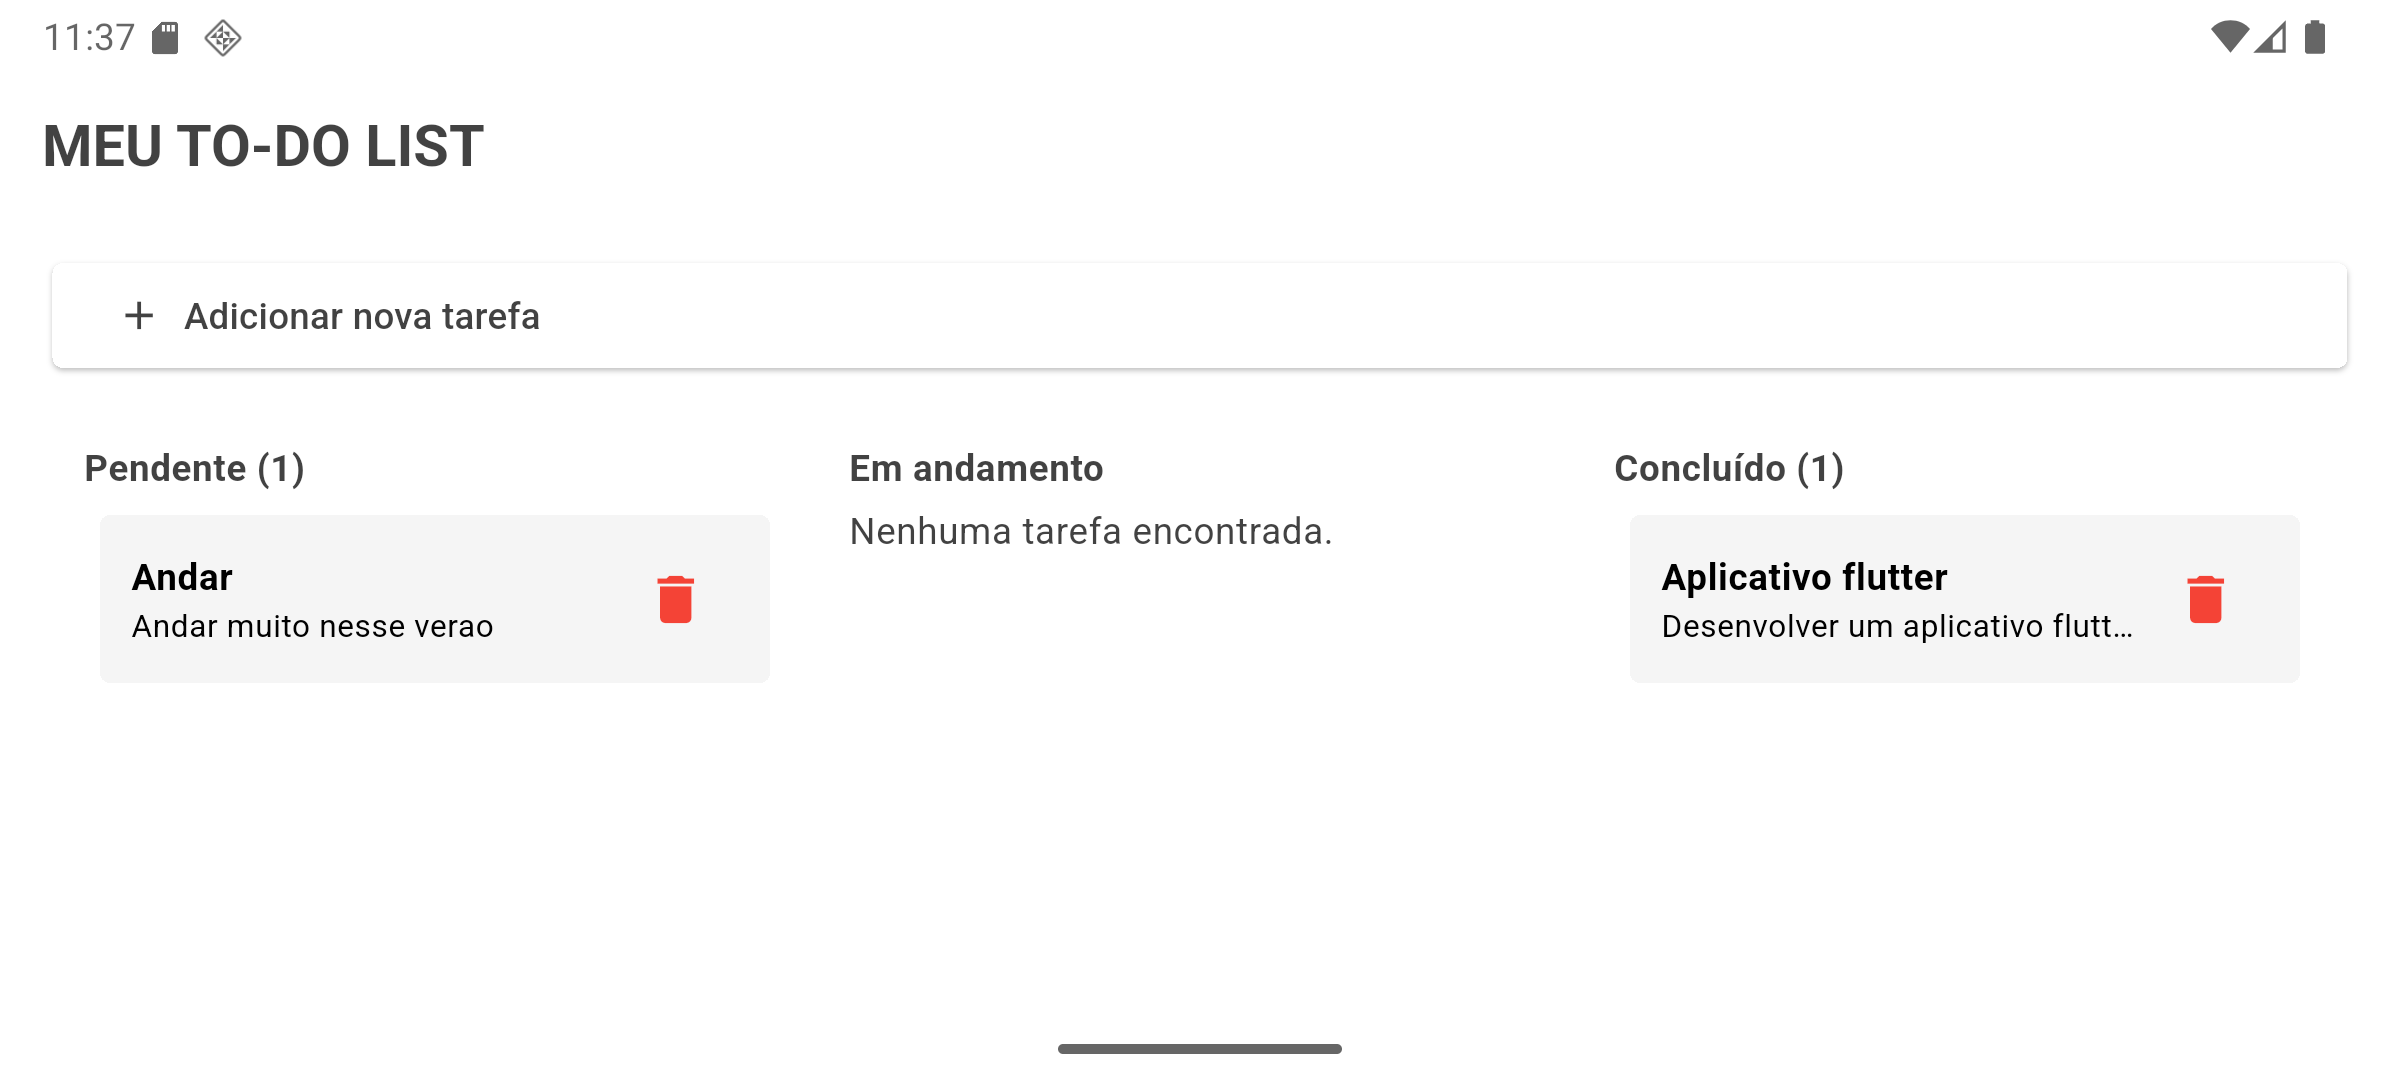 11:37
MEU TO-DO LIST
Adicionar nova tarefa
Pendente (1)
Andar
Andar muito nesse verao
Em andamento
Nenhuma tarefa encontrada.
Concluído (1)
Aplicativo flutter
Desenvolver um aplicativo flutt…